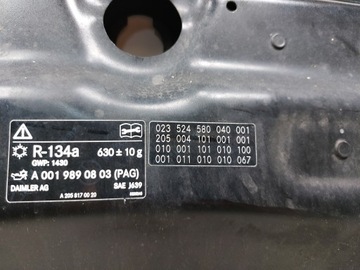 R-134a 630 ± 10 g
GWP: 1430
A 001 989 08 03 (PAG)
DAIMLER AG SAE J639
A 205 817 00 20
023 524 580 040 001
205 004 101 001 001
010 001 101 010 100
001 011 010 010 067